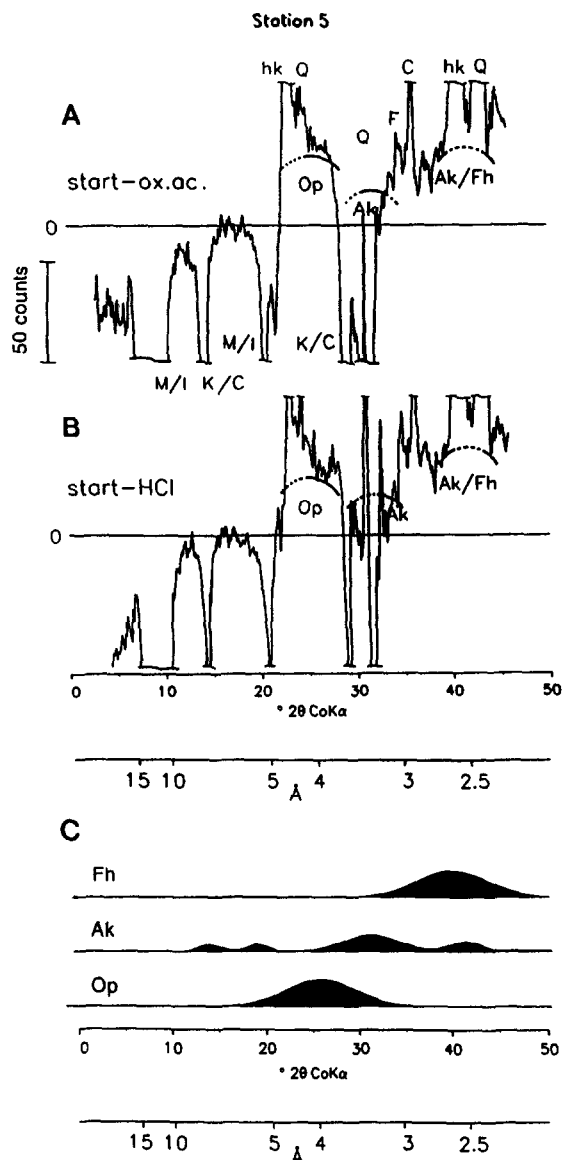 Station 5
hk Q C hk Q
A
F
Q
start-ox.ac.
Op
Ak
Ak/Fh
0
50 counts
M/I K/C
M/I K/C
B
start-HCl
Op
Ak
Ak/Fh
0
0 10 20 30 40 50
° 2θ CoKα
15 10 5 4 3 2.5
Å
C
Fh
Ak
Op
0 10 20 30 40 50
° 2θ CoKα
15 10 5 4 3 2.5
Å